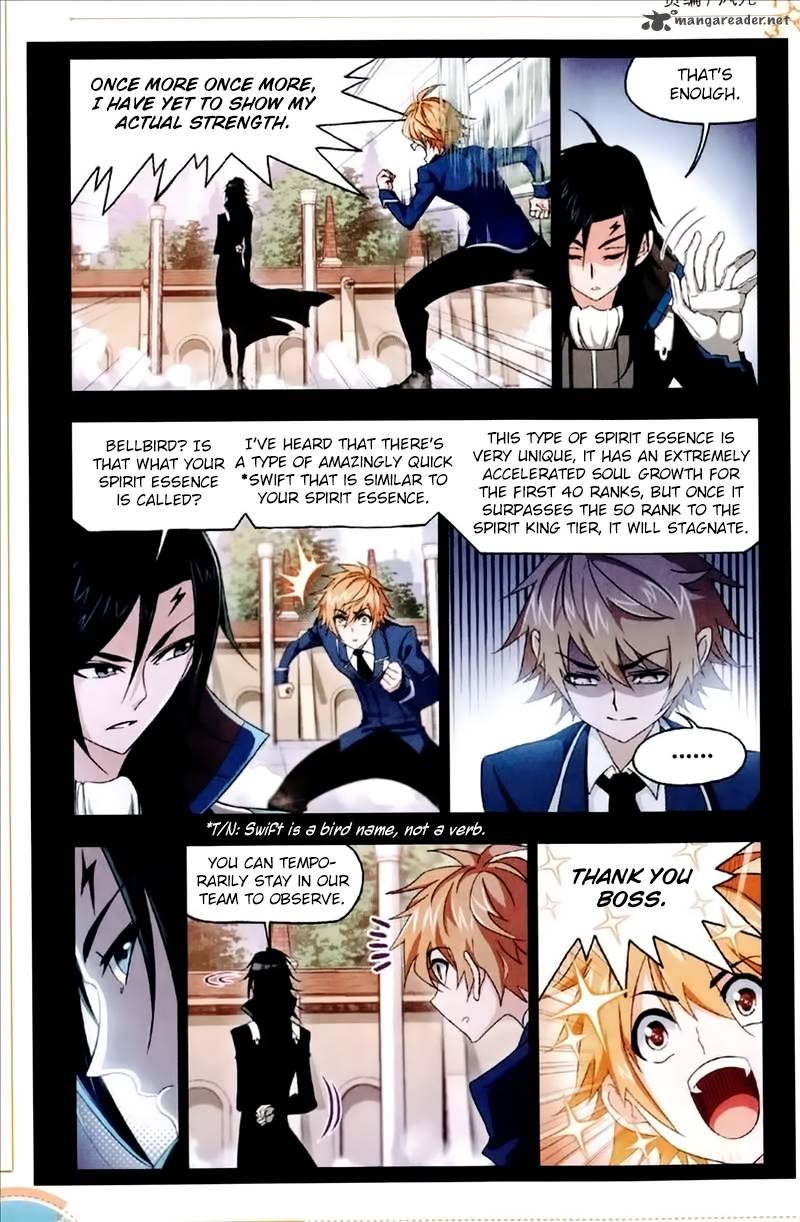 mangareader.net
ONCE MORE ONCE MORE,
I HAVE YET TO SHOW MY
ACTUAL STRENGTH.
THAT'S
ENOUGH.
BELLBIRD? IS
THAT WHAT YOUR
SPIRIT ESSENCE
IS CALLED?
I'VE HEARD THAT THERE'S
A TYPE OF AMAZINGLY QUICK
*SWIFT THAT IS SIMILAR TO
YOUR SPIRIT ESSENCE.
THIS TYPE OF SPIRIT ESSENCE IS
VERY UNIQUE, IT HAS AN EXTREMELY
ACCELERATED SOUL GROWTH FOR
THE FIRST 40 RANKS, BUT ONCE IT
SURPASSES THE 50 RANK TO THE
SPIRIT KING TIER, IT WILL STAGNATE.
......
*T/N: Swift is a bird name, not a verb.
YOU CAN TEMPO-
RARILY STAY IN OUR
TEAM TO OBSERVE.
THANK YOU
BOSS.